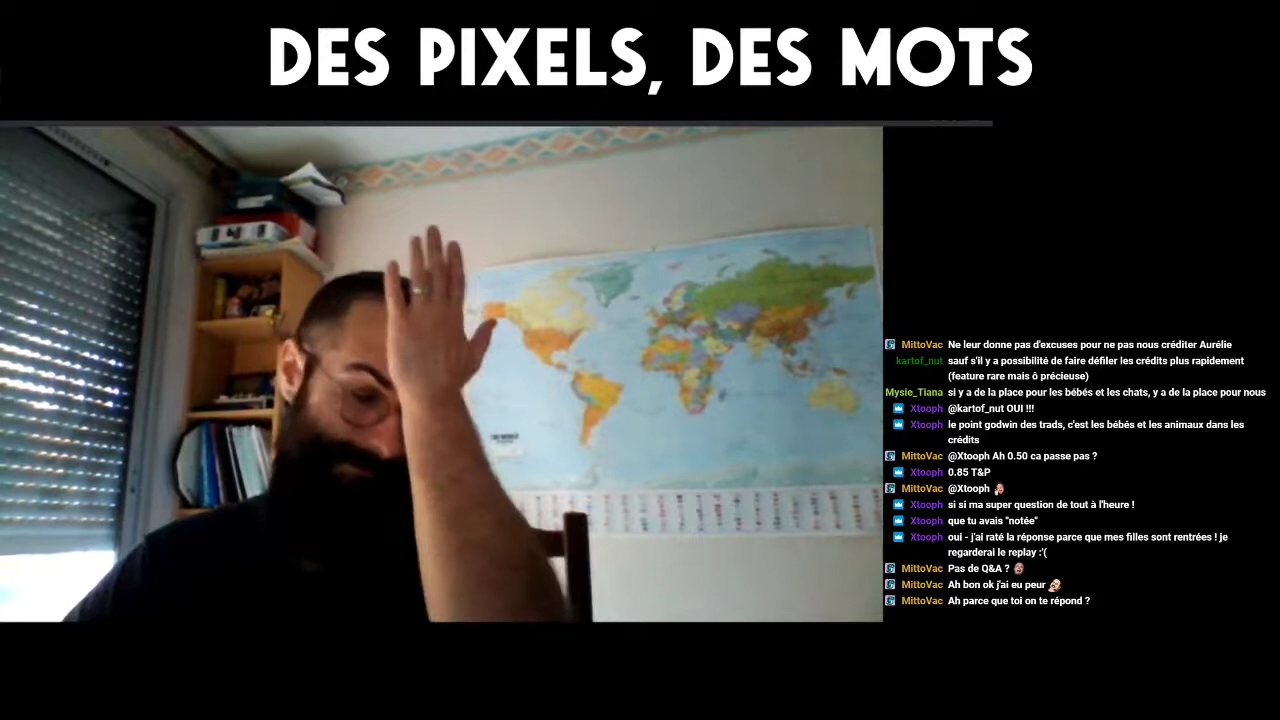 DES PIXELS, DES MOTS
MittoVac Ne leur donne pas d'excuses pour ne pas nous créditer Aurélie
kartof_nut sauf s'il y a possibilité de faire défiler les crédits plus rapidement
(feature rare mais ô précieuse)
Mysie_Tiana si y a de la place pour les bébés et les chats, y a de la place pour nous
Xtooph @kartof_nut OUI !!!
Xtooph le point godwin des trads, c'est les bébés et les animaux dans les
crédits
MittoVac @Xtooph Ah 0.50 ca passe pas ?
Xtooph 0.85 T&P
MittoVac @Xtooph
Xtooph si si ma super question de tout à l'heure !
Xtooph que tu avais "notée"
Xtooph oui - j'ai raté la réponse parce que mes filles sont rentrées ! je
regarderai le replay :'(
MittoVac Pas de Q&A ?
MittoVac Ah bon ok j'ai eu peur
MittoVac Ah parce que toi on te répond ?